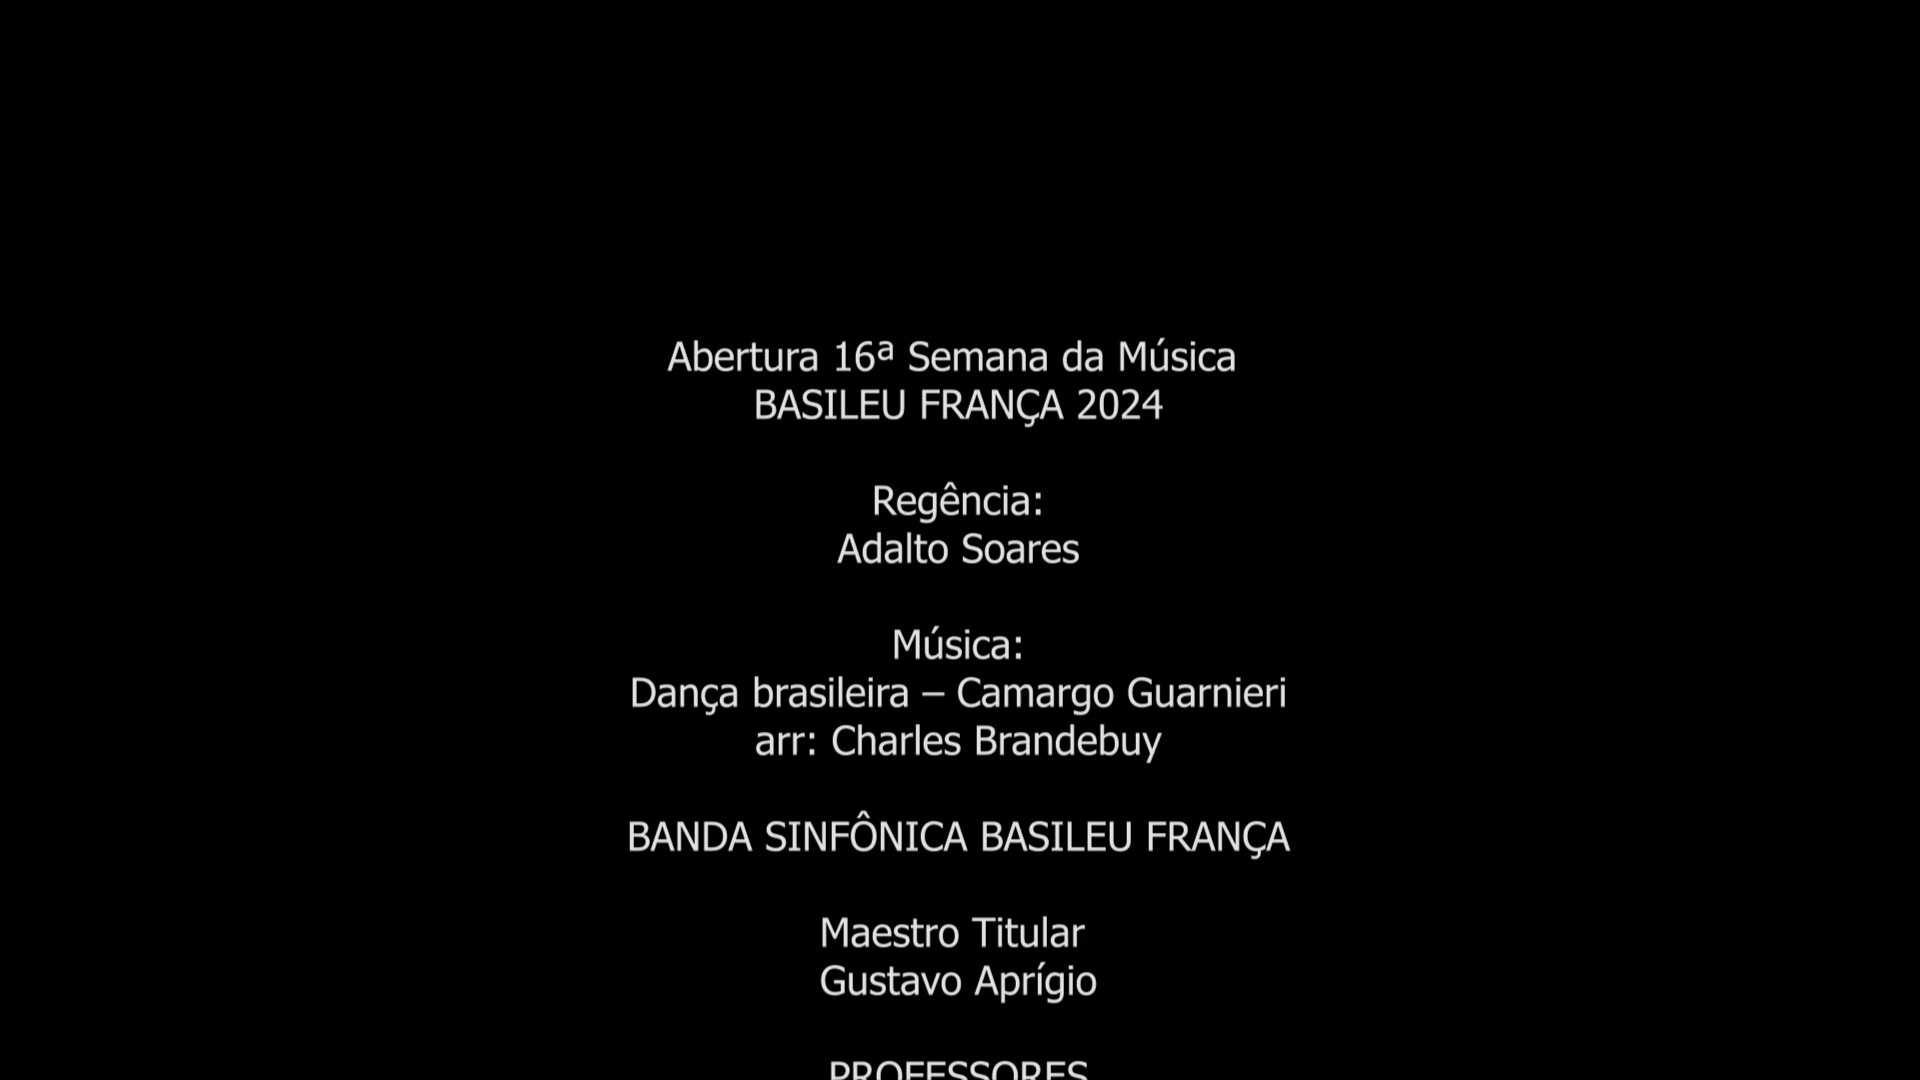 Abertura 16ª Semana da Música
BASILEU FRANÇA 2024
Regência:
Adalto Soares
Música:
Dança brasileira – Camargo Guarnieri
arr: Charles Brandebuy
BANDA SINFÔNICA BASILEU FRANÇA
Maestro Titular
Gustavo Aprígio
PROFESSORES